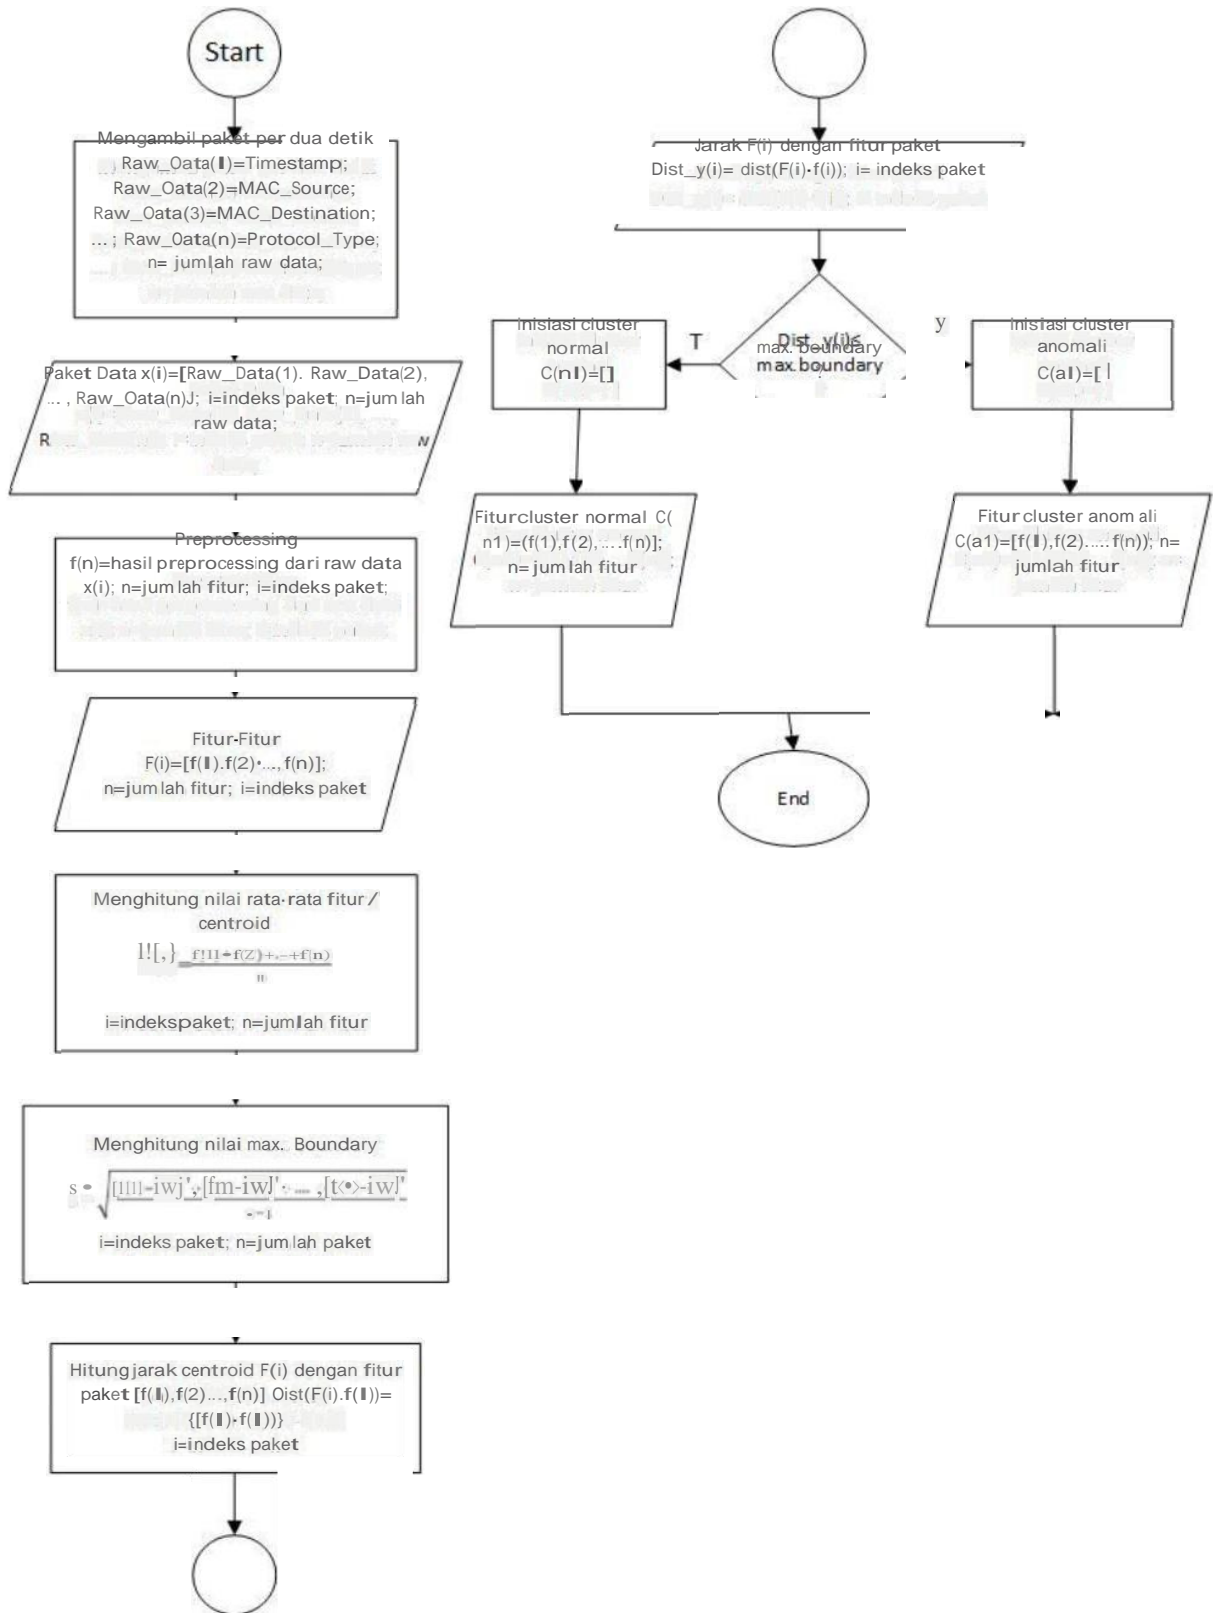 Start
Mengambil paket per dua detik
Raw_Oata(1)=Timestamp;
Raw_Oata(2)=MAC_Source;
Raw_Oata(3)=MAC_Destination;
...; Raw_Oata(n)=Protocol_Type;
n= jumlah raw data;
Paket Data x(i)=[Raw_Data(1). Raw_Data(2),
... , Raw_Oata(n)J; i=indeks paket; n=jumlah
raw data;
R w
Preprocessing
f(n)=hasil preprocessing dari raw data
x(i); n=jumlah fitur; i=indeks paket;
Fitur-Fitur
F(i)=[f(1).f(2)·...,f(n)];
n=jumlah fitur; i=indeks paket
Menghitung nilai rata-rata fitur /
centroid
i=indekspaket; n=jumlah fitur
Menghitung nilai max. Boundary
i=indeks paket; n=jumlah paket
Hitung jarak centroid F(i) dengan fitur
paket [f(1),f(2)...,f(n)] Oist(F(i).f(1))=
{[f(1)-f(1))}
i=indeks paket
Jarak F(i) dengan fitur paket
Dist_y(i)= dist(F(i)·f(i)); i= indeks paket
Dist_y(i)≤
max. boundary
max.boundary
T
y
Inisiasi cluster
normal
C(n1)=[]
Inisiasi cluster
anomali
C(a1)=[ ]
Fitur cluster normal C(
n1)=(f(1),f(2),....f(n)];
n= jumlah fitur
Fitur cluster anom ali
C(a1)=[f(1),f(2).....f(n)); n=
jumlah fitur
End